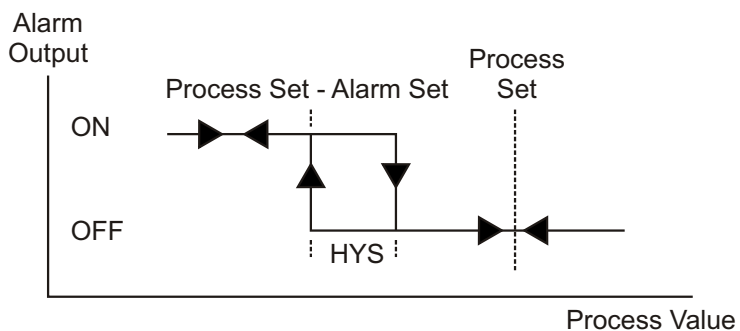 Alarm
Output
Process
Set
Process Set - Alarm Set
ON
OFF
HYS
Process Value